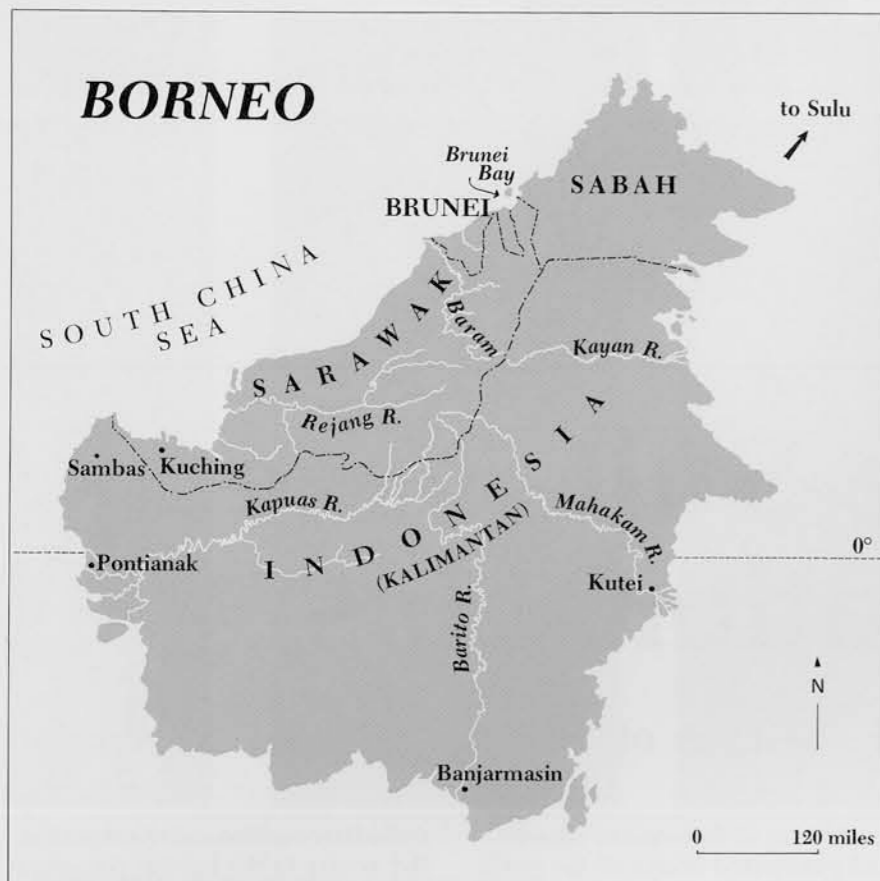 BORNEO
to Sulu
Brunei
Bay
SABAH
BRUNEI
SOUTH CHINA
SEA
SARAWAK
Baram
Kayan R.
Rejang R.
Sambas
Kuching
Kapuas R.
INDONESIA
(KALIMANTAN)
Mahakam R.
0°
Pontianak
Kutei
Barito R.
N
Banjarmasin
0 120 miles